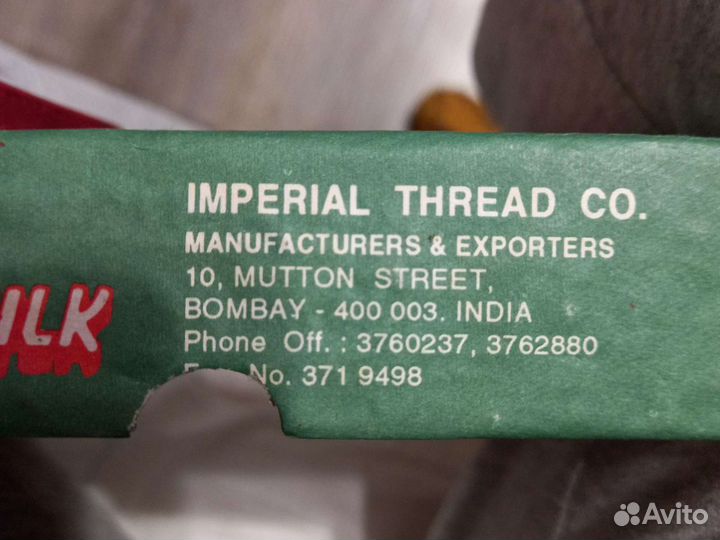 IMPERIAL THREAD CO.
MANUFACTURERS & EXPORTERS
10, MUTTON STREET,
BOMBAY - 400 003. INDIA
Phone Off. : 3760237, 3762880
No. 371 9498
ILK
Avito